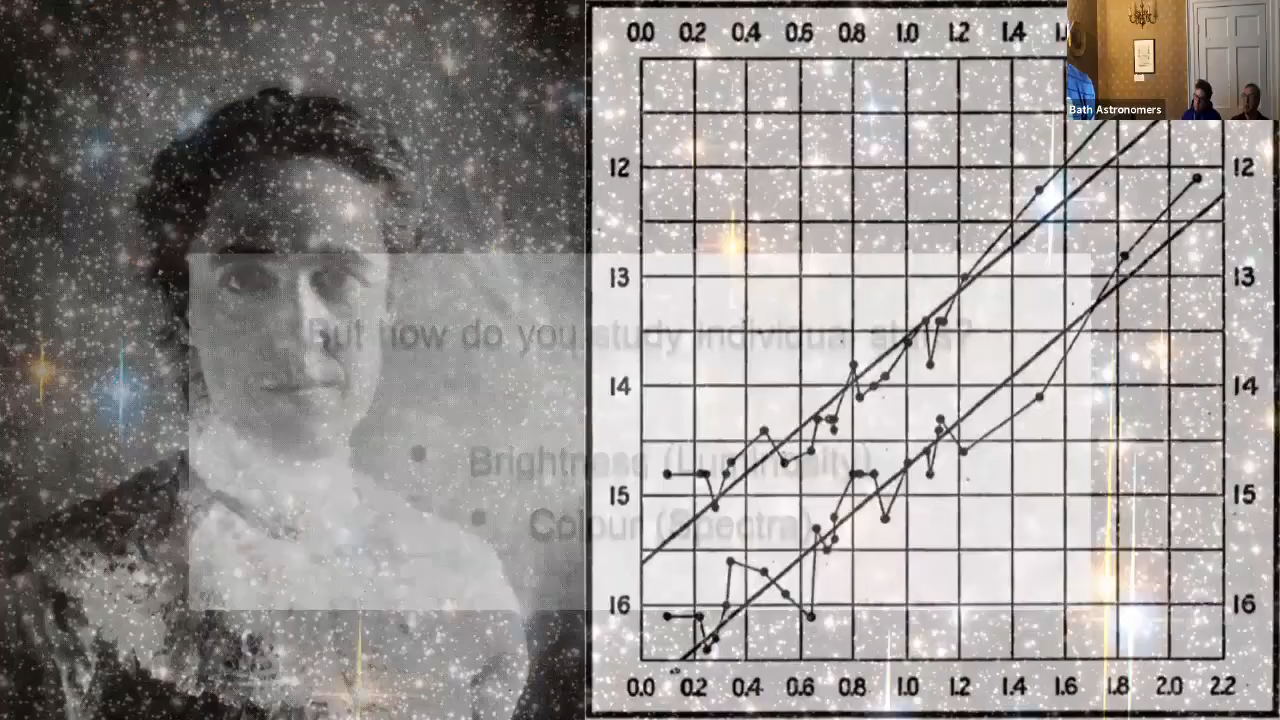 0.0 0.2 0.4 0.6 0.8 1.0 1.2 1.4
Bath Astronomers
12 12
13 13
But how do you study individual stars?
14 14
• Brightness (Luminosity)
15 15
• Colour (Spectra)
16 16
0.0 0.2 0.4 0.6 0.8 1.0 1.2 1.4 1.6 1.8 2.0 2.2